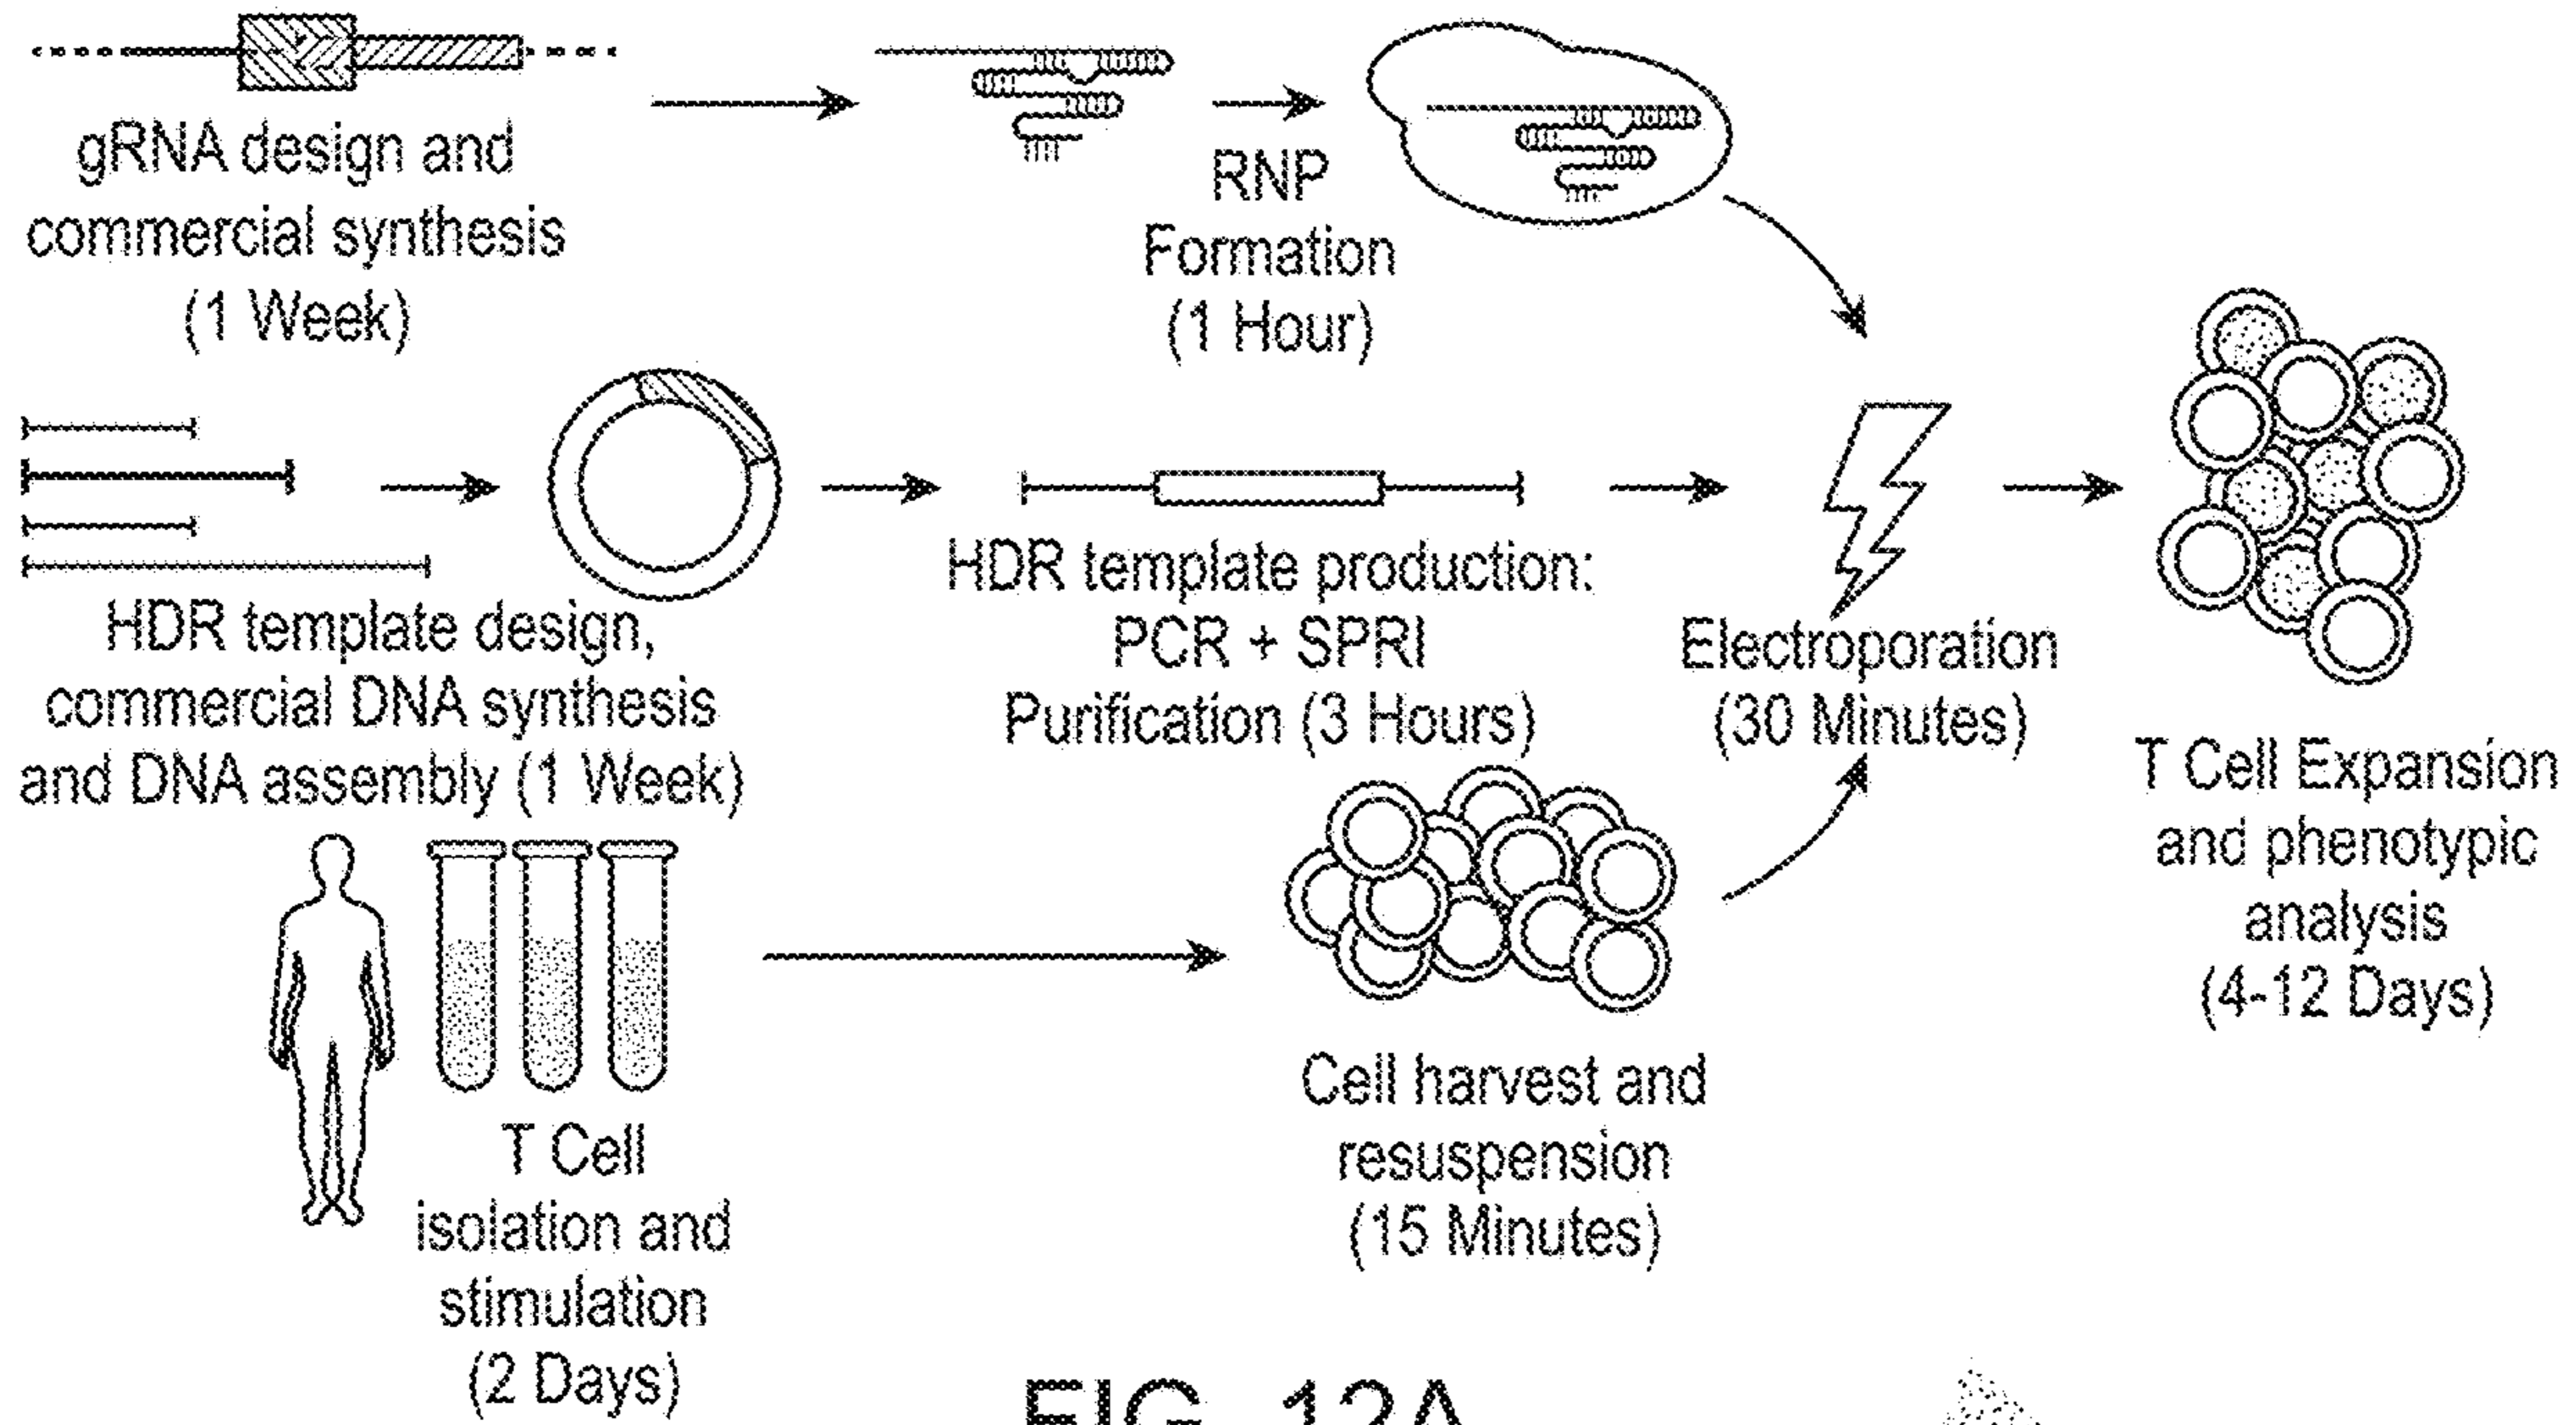 gRNA design and
commercial synthesis
(1 Week)
RNP
Formation
(1 Hour)
HDR template design,
commercial DNA synthesis
and DNA assembly (1 Week)
HDR template production:
PCR + SPRI
Purification (3 Hours)
Electroporation
(30 Minutes)
T Cell Expansion
and phenotypic
analysis
(4-12 Days)
T Cell
isolation and
stimulation
(2 Days)
Cell harvest and
resuspension
(15 Minutes)
FIG. 12A